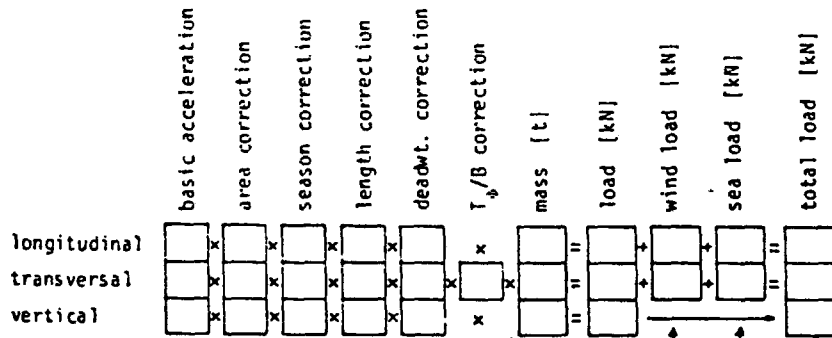 basic acceleration
area correction
season correction
length correction
deadwt. correction
T_Φ/B correction
mass [t]
load [kN]
wind load [kN]
sea load [kN]
total load [kN]
longitudinal × × × × × = + + =
transversal × × × × × × = + + =
vertical × × × × × =